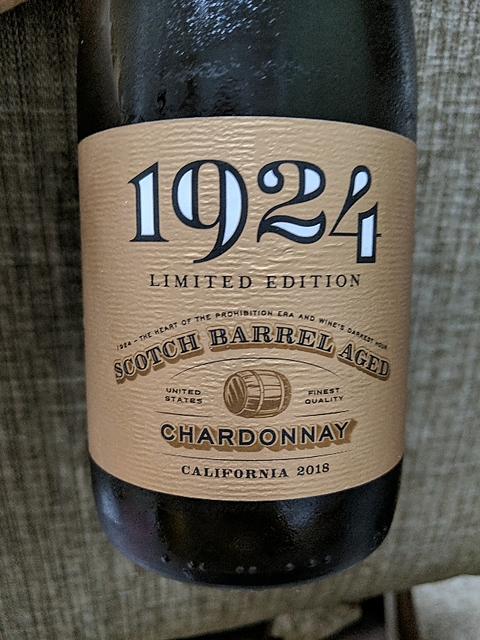 1924
LIMITED EDITION
1924 - THE HEART OF THE PROHIBITION ERA AND WINE'S DARKEST HOUR
SCOTCH BARREL AGED
UNITED STATES
FINEST QUALITY
CHARDONNAY
CALIFORNIA 2018